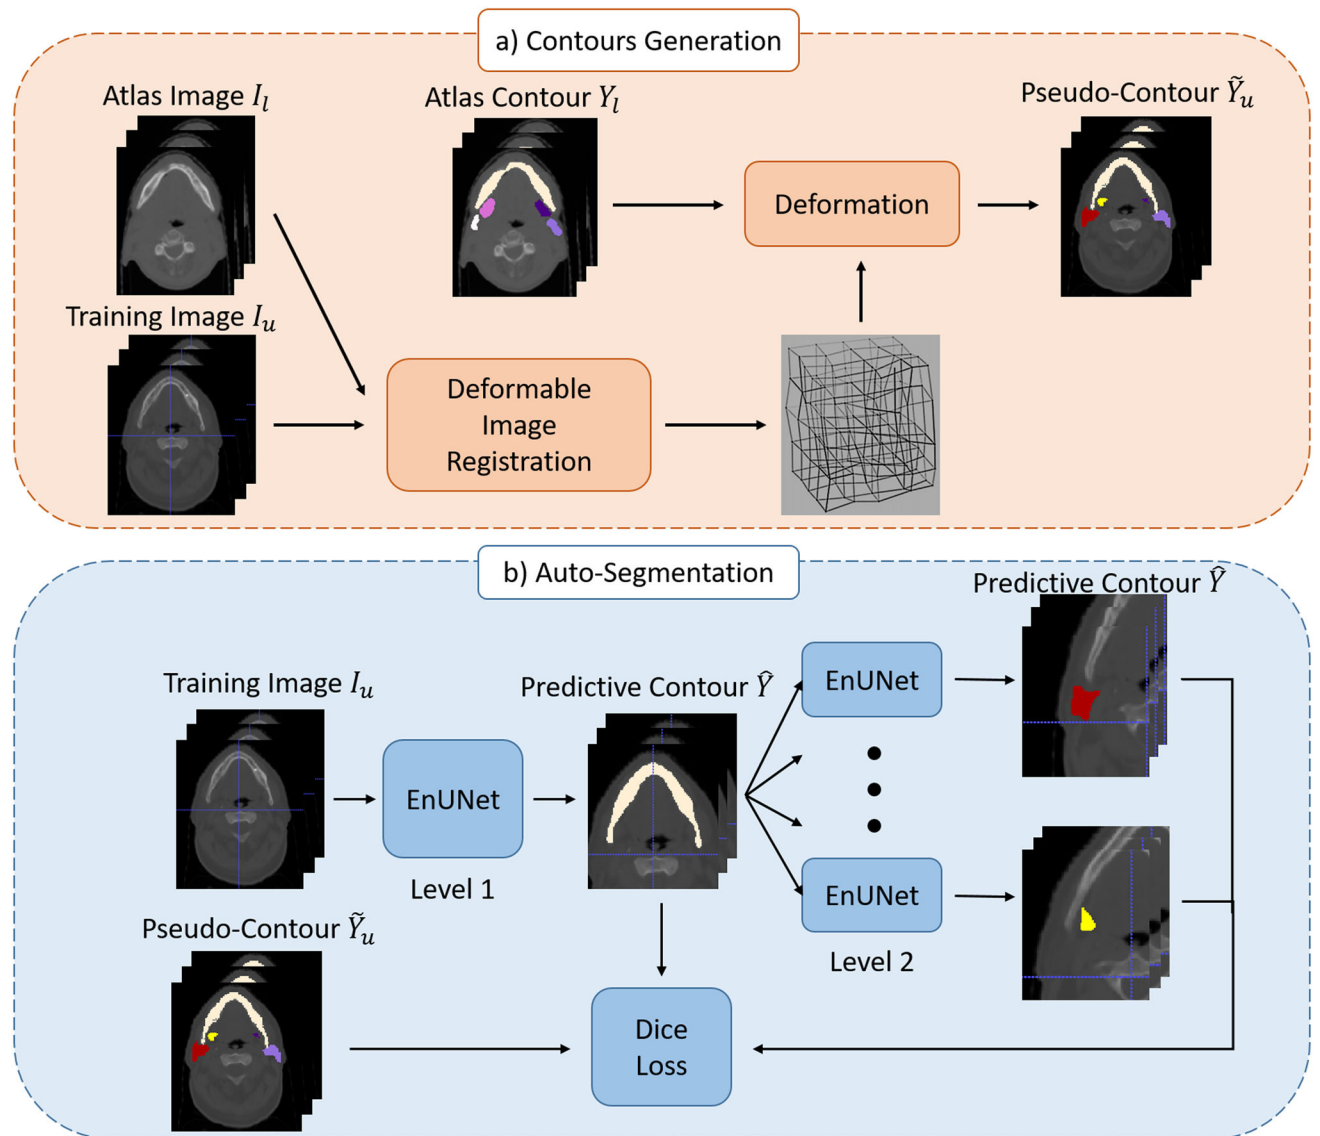 a) Contours Generation
Atlas Image I_l
Atlas Contour Y_l
Pseudo-Contour Ỹ_u
Deformation
Training Image I_u
Deformable
Image
Registration
b) Auto-Segmentation
Predictive Contour Ŷ
Training Image I_u
Predictive Contour Ŷ
EnUNet
EnUNet
Level 1
EnUNet
Level 2
Pseudo-Contour Ỹ_u
Dice
Loss